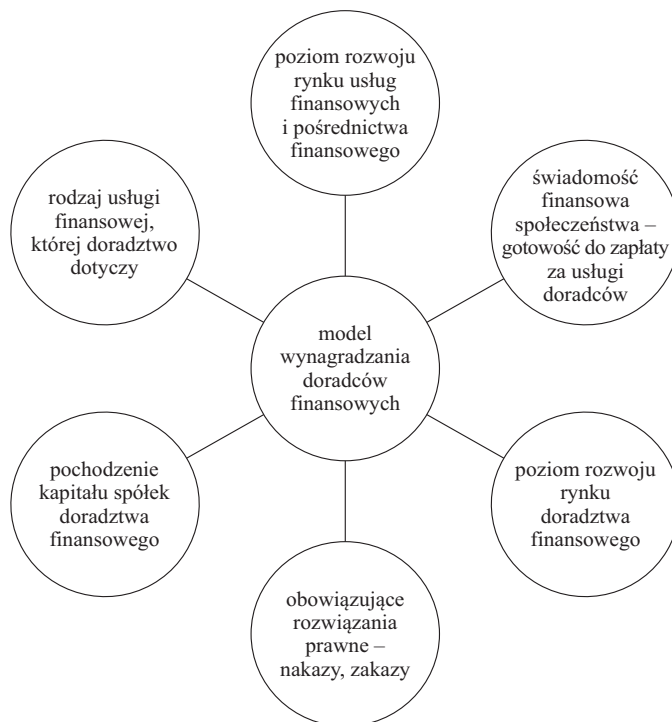 poziom rozwoju
rynku usług
finansowych
i pośrednictwa
finansowego
rodzaj usługi
finansowej,
której doradztwo
dotyczy
świadomość
finansowa
społeczeństwa –
gotowość do zapłaty
za usługi
doradców
model
wynagradzania
doradców
finansowych
pochodzenie
kapitału spółek
doradztwa
finansowego
poziom rozwoju
rynku
doradztwa
finansowego
obowiązujące
rozwiązania
prawne –
nakazy, zakazy